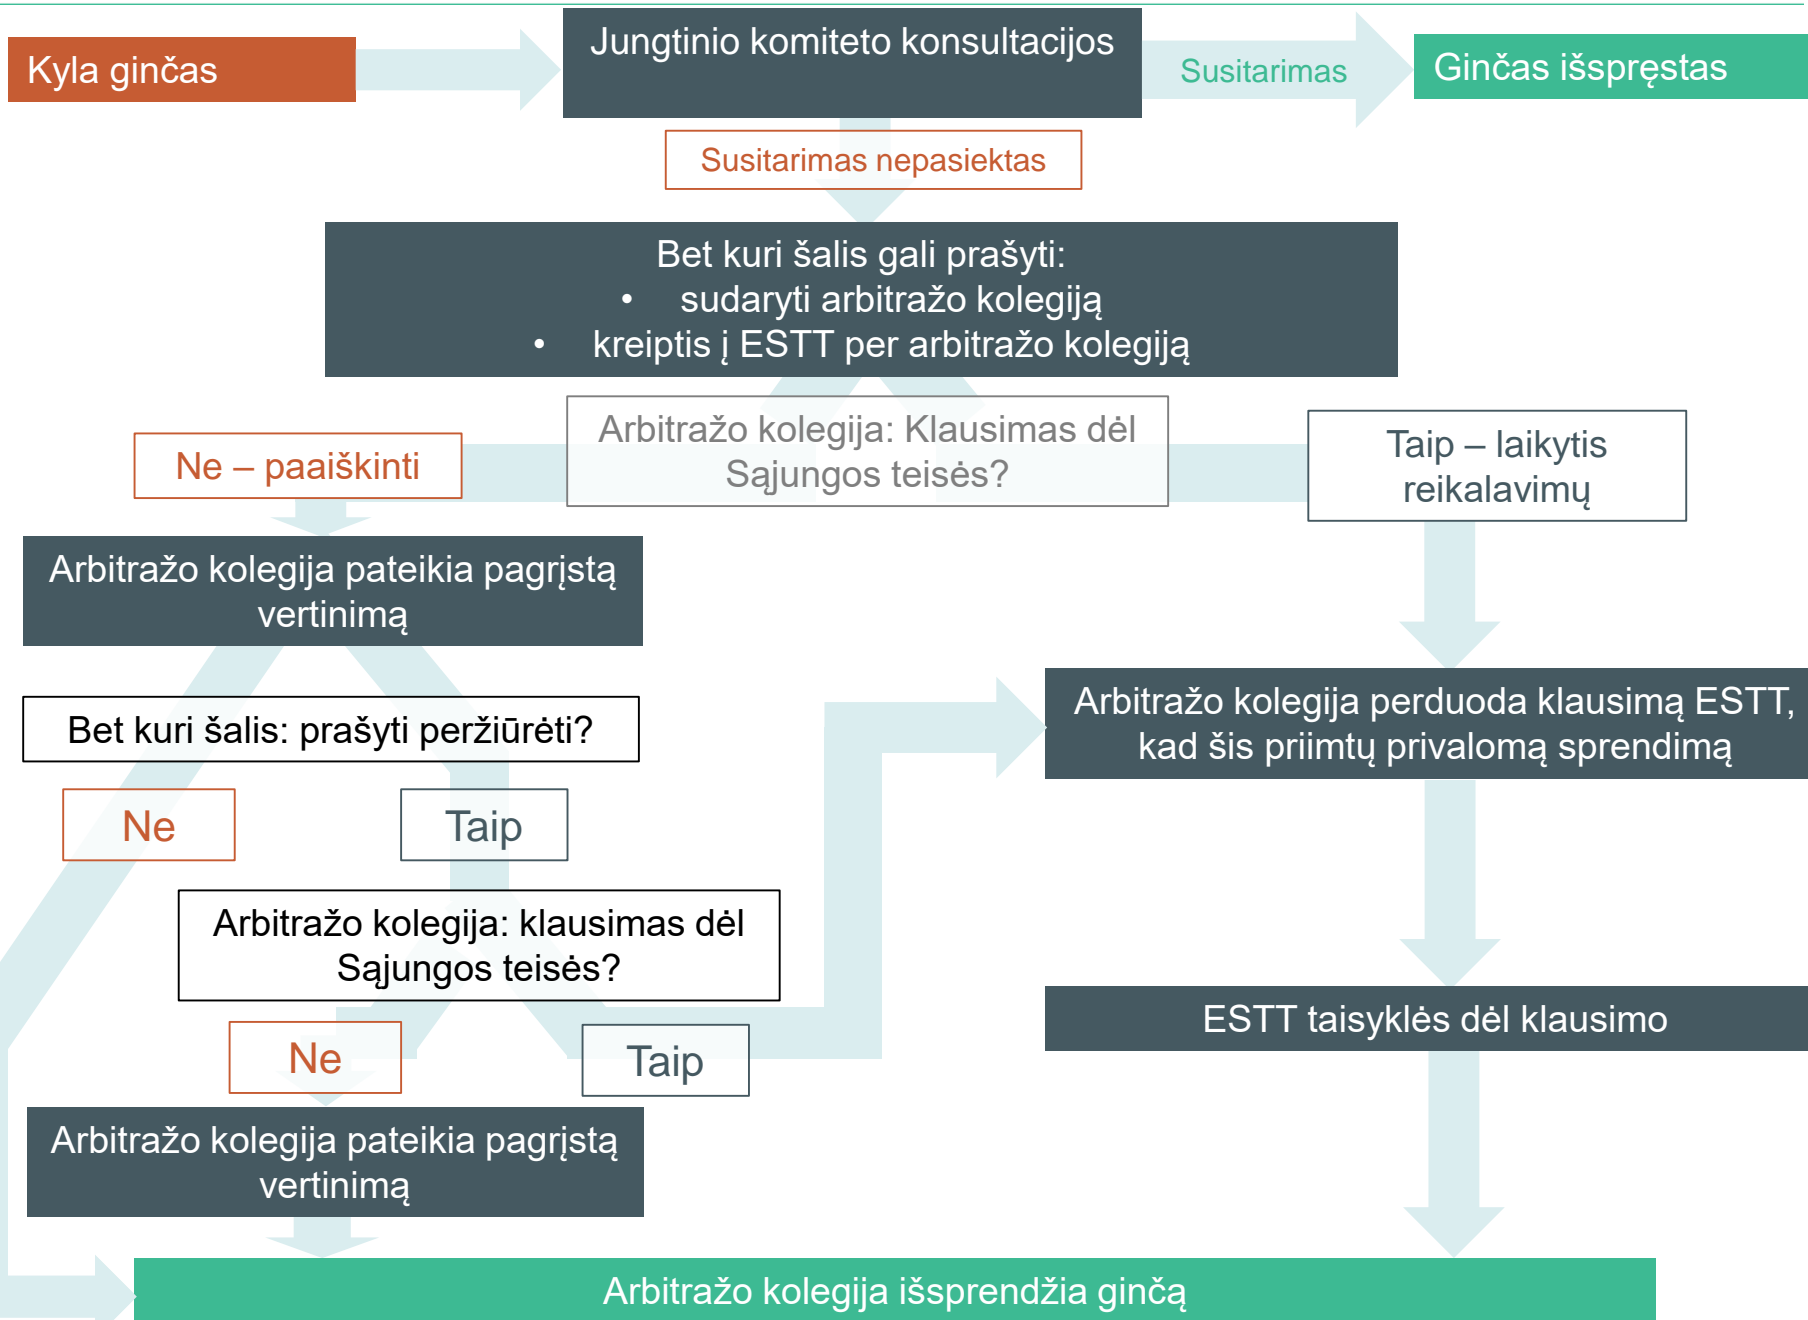 Kyla ginčas
Jungtinio komiteto konsultacijos
Susitarimas
Ginčas išspręstas
Susitarimas nepasiektas
Bet kuri šalis gali prašyti:
• sudaryti arbitražo kolegiją
• kreiptis į ESTT per arbitražo kolegiją
Arbitražo kolegija: Klausimas dėl
Sąjungos teisės?
Ne – paaiškinti
Taip – laikytis
reikalavimų
Arbitražo kolegija pateikia pagrįstą
vertinimą
Bet kuri šalis: prašyti peržiūrėti?
Arbitražo kolegija perduoda klausimą ESTT,
kad šis priimtų privalomą sprendimą
Ne
Taip
Arbitražo kolegija: klausimas dėl
Sąjungos teisės?
ESTT taisyklės dėl klausimo
Ne
Taip
Arbitražo kolegija pateikia pagrįstą
vertinimą
Arbitražo kolegija išsprendžia ginčą